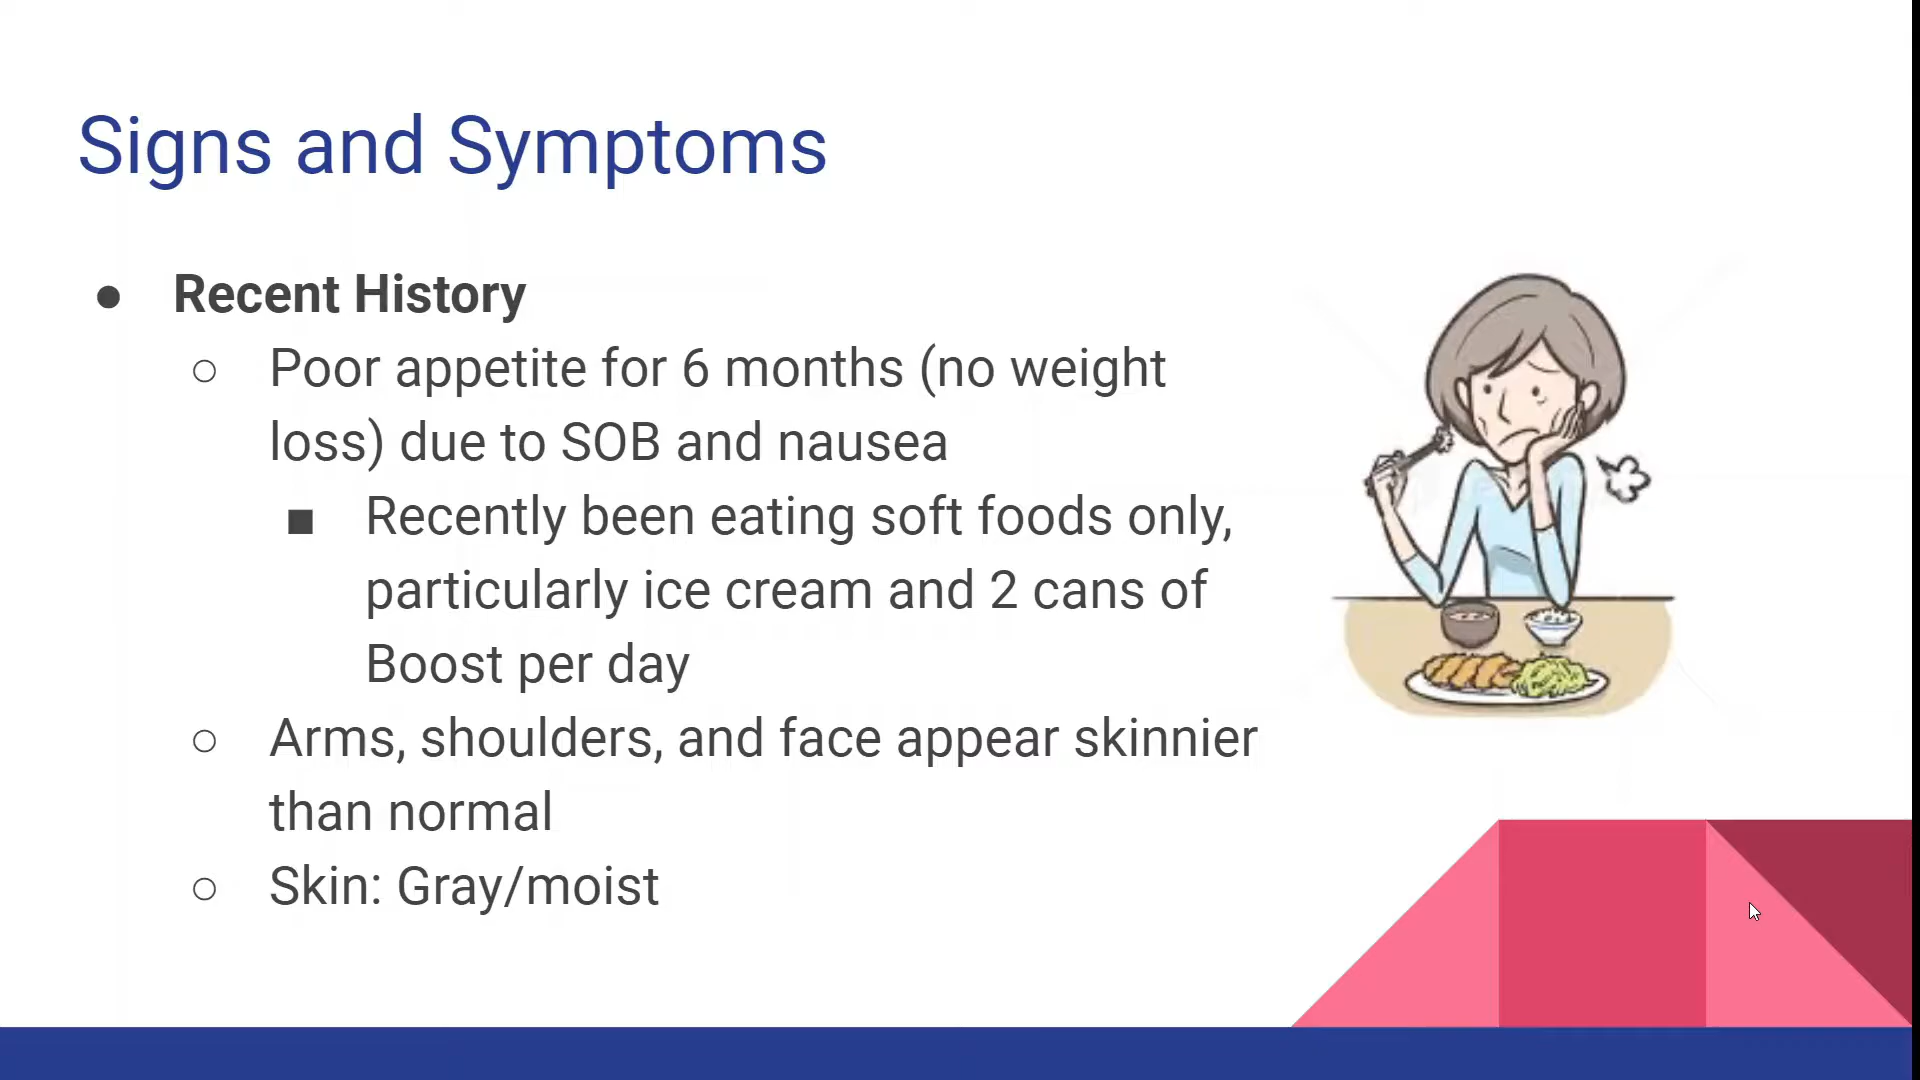 Signs and Symptoms
● Recent History
○ Poor appetite for 6 months (no weight
loss) due to SOB and nausea
■ Recently been eating soft foods only,
particularly ice cream and 2 cans of
Boost per day
○ Arms, shoulders, and face appear skinnier
than normal
○ Skin: Gray/moist